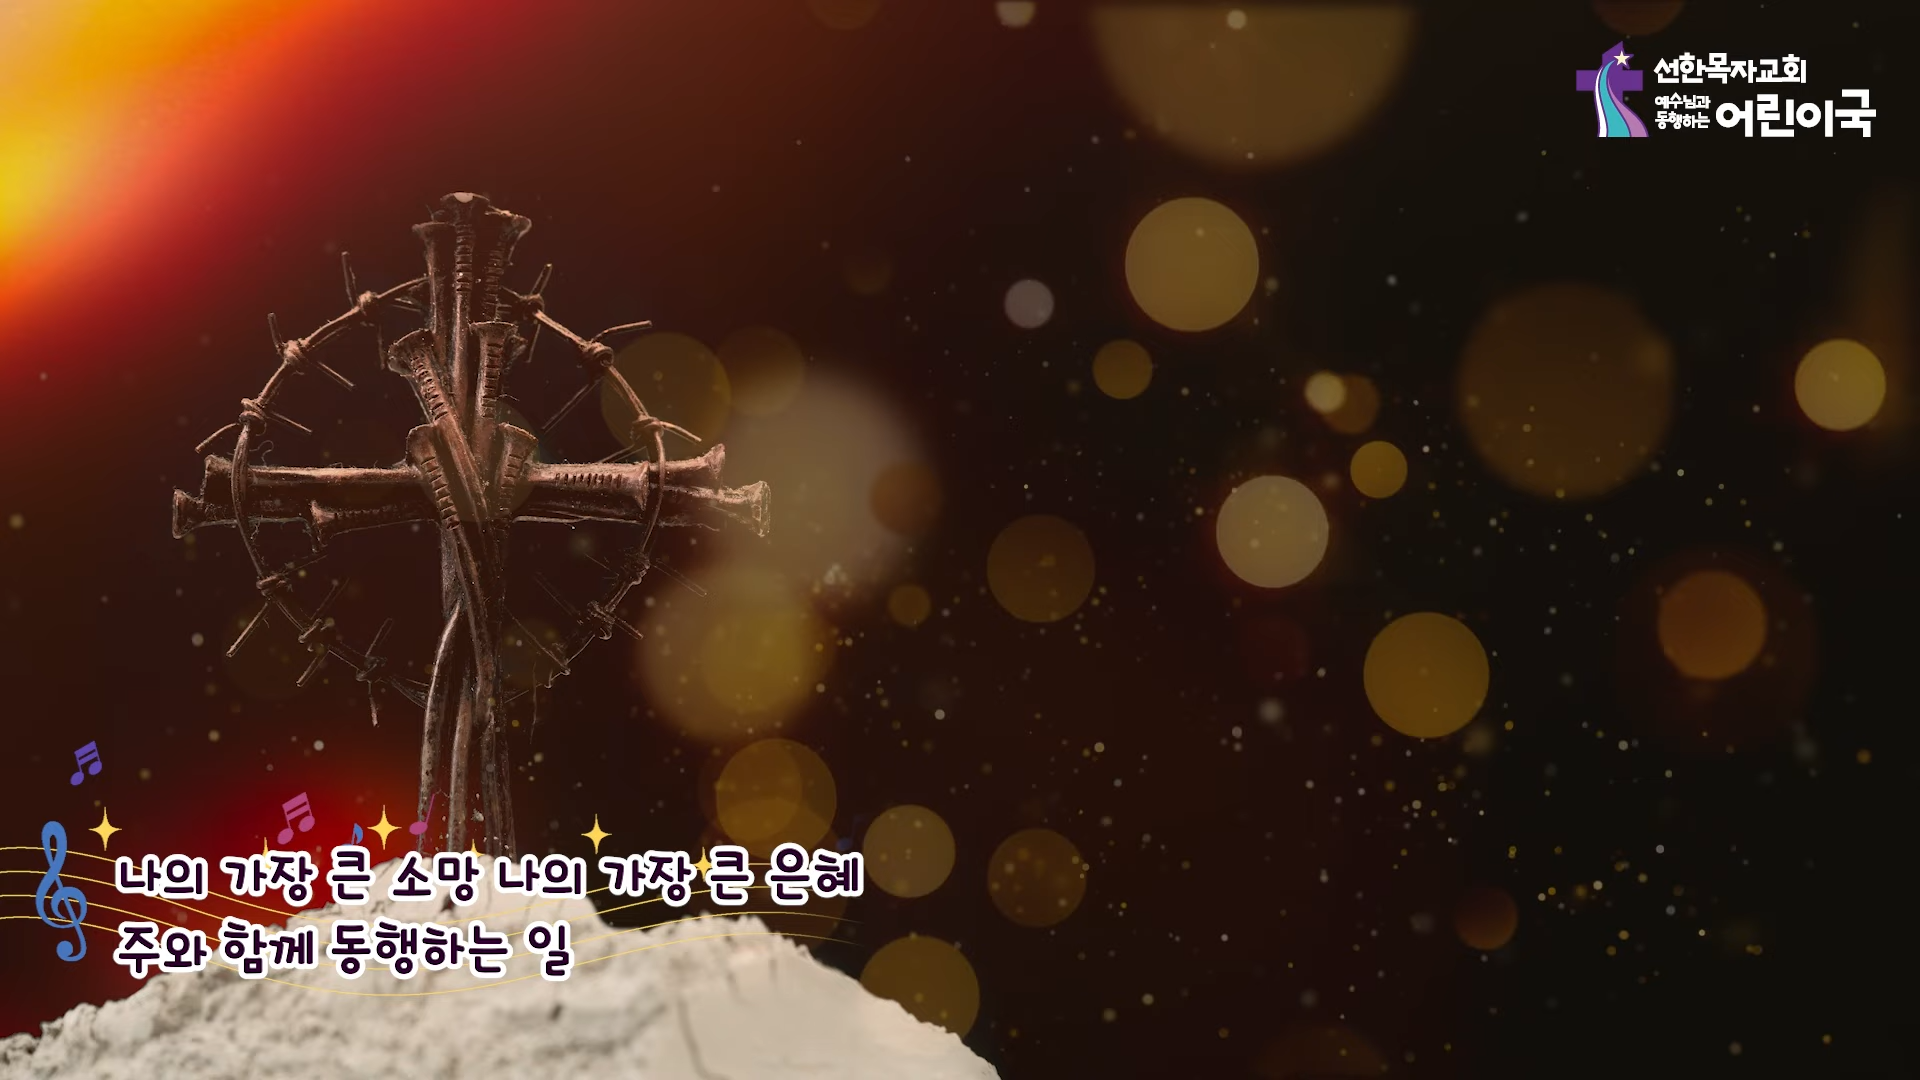 선한목자교회
예수님과
동행하는 어린이국
나의 가장 큰 소망 나의 가장 큰 은혜
주와 함께 동행하는 일